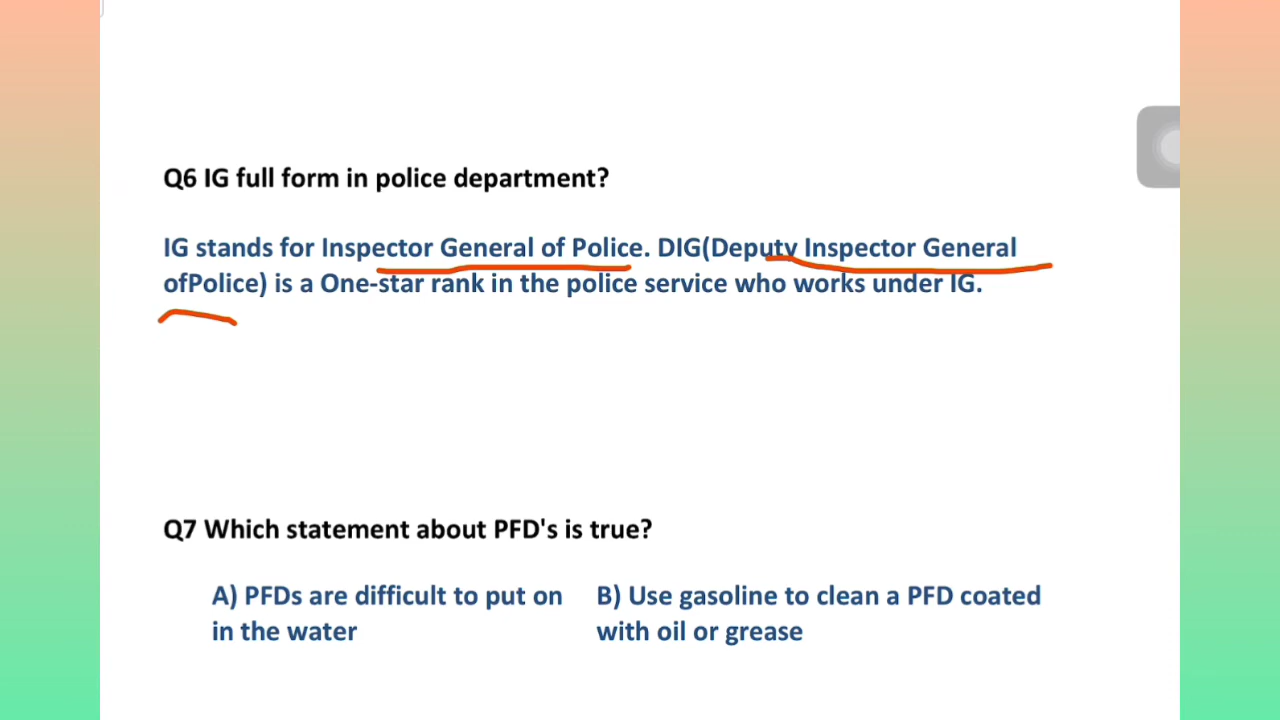 Q6 IG full form in police department?
IG stands for Inspector General of Police. DIG(Deputy Inspector General
ofPolice) is a One-star rank in the police service who works under IG.
Q7 Which statement about PFD's is true?
A) PFDs are difficult to put on
in the water
B) Use gasoline to clean a PFD coated
with oil or grease